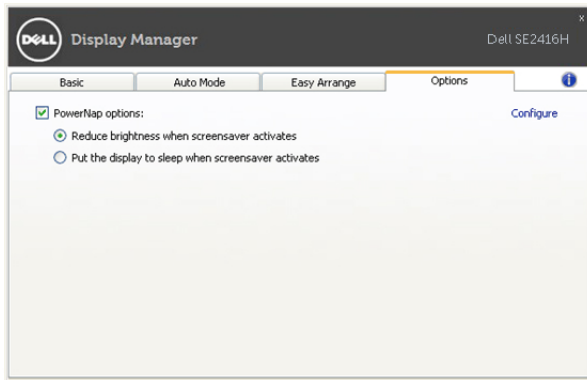 x
DELL Display Manager
Dell SE2416H
Basic
Auto Mode
Easy Arrange
Options
i
PowerNap options:
Configure
Reduce brightness when screensaver activates
Put the display to sleep when screensaver activates